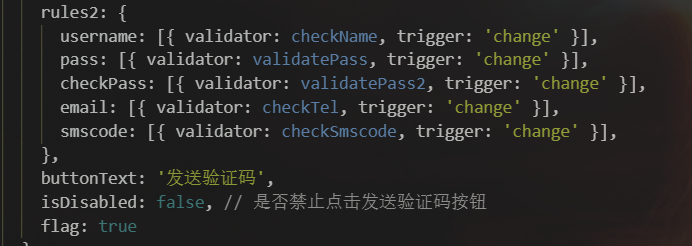 rules2: {
username: [{ validator: checkName, trigger: 'change' }],
pass: [{ validator: validatePass, trigger: 'change' }],
checkPass: [{ validator: validatePass2, trigger: 'change' }],
email: [{ validator: checkTel, trigger: 'change' }],
smscode: [{ validator: checkSmscode, trigger: 'change' }],
},
buttonText: '发送验证码',
isDisabled: false, // 是否禁止点击发送验证码按钮
flag: true